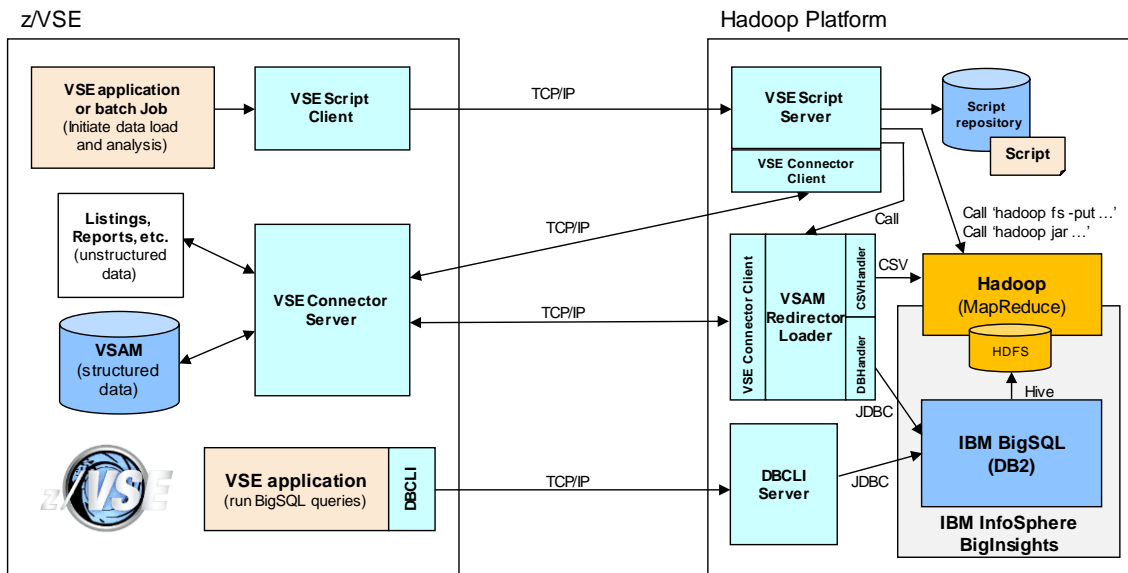 z/VSE
Hadoop Platform
VSE application
or batch Job
(Initiate data load
and analysis)
VSE Script
Client
TCP/IP
VSE Script
Server
Script
repository
Script
VSE Connector
Client
Listings,
Reports, etc.
(unstructured
data)
TCP/IP
Call
Call ‘hadoop fs -put …’
Call ‘hadoop jar …’
VSE Connector
Server
VSAM
(structured
data)
TCP/IP
VSE Connector Client
VSAM
Redirector
Loader
CSVHandler
DBHandler
CSV
Hadoop
(MapReduce)
HDFS
Hive
JDBC
IBM BigSQL
(DB2)
z/VSE
VSE application
(run BigSQL queries)
DBCLI
TCP/IP
DBCLI
Server
JDBC
IBM InfoSphere
BigInsights